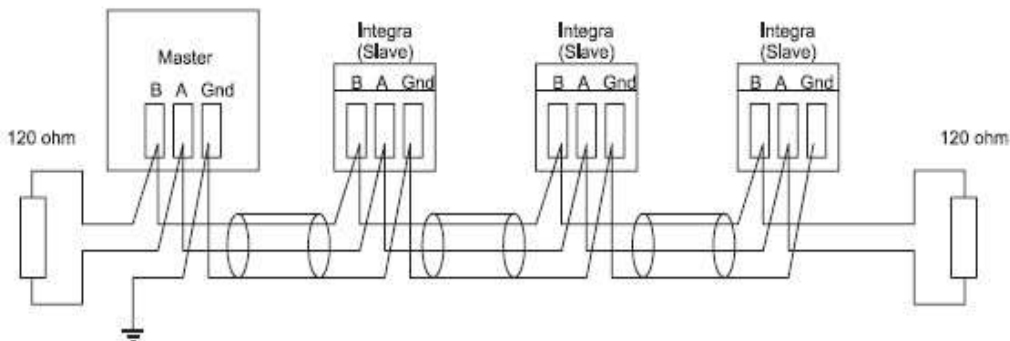 Master
B A Gnd
Integra
(Slave)
B A Gnd
Integra
(Slave)
B A Gnd
Integra
(Slave)
B A Gnd
120 ohm
120 ohm